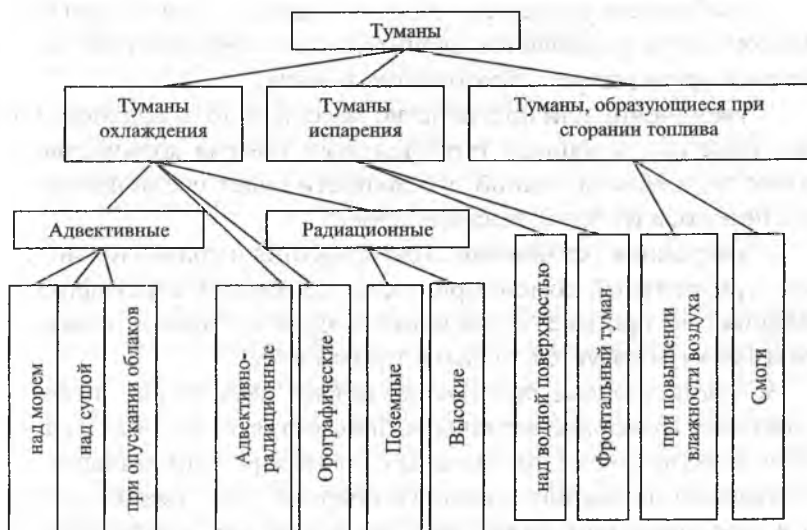 Туманы
Туманы
охлаждения
Туманы
испарения
Туманы, образующиеся при
сгорании топлива
Адвективные
Радиационные
над морем
над сушой
при опускании облаков
Адвективно-
радиационные
Орографические
Поземные
Высокие
над водной поверхностью
Фронтальный туман
при повышении
влажности воздуха
Смоги